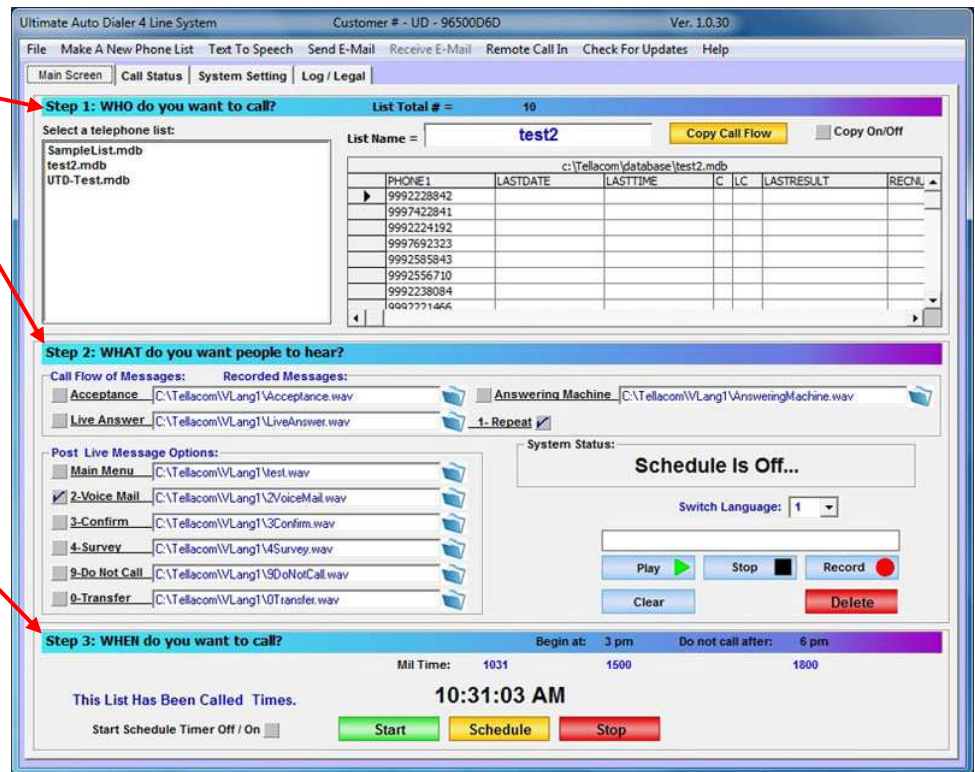 Ultimate Auto Dialer 4 Line System Customer # - UD - 96500D6D Ver. 1.0.30
File Make A New Phone List Text To Speech Send E-Mail Receive E-Mail Remote Call In Check For Updates Help
Main Screen Call Status System Setting Log / Legal
Step 1: WHO do you want to call? List Total # = 10
Select a telephone list:
List Name = test2 Copy Call Flow Copy On/Off
SampleList.mdb
test2.mdb
UTD-Test.mdb
c:\Tellacom\database\test2.mdb
PHONE1 LASTDATE LASTTIME C LC LASTRESULT RECNU
9992228842
9997422841
9992224192
9997692323
9992585843
9992556710
9992238084
9992221466
Step 2: WHAT do you want people to hear?
Call Flow of Messages: Recorded Messages:
Acceptance C:\Tellacom\VLang1\Acceptance.wav Answering Machine C:\Tellacom\VLang1\AnsweringMachine.wav
Live Answer C:\Tellacom\VLang1\LiveAnswer.wav 1- Repeat
Post Live Message Options:
Main Menu C:\Tellacom\VLang1\test.wav
2-Voice Mail C:\Tellacom\VLang1\2VoiceMail.wav
3-Confirm C:\Tellacom\VLang1\3Confirm.wav
4-Survey C:\Tellacom\VLang1\4Survey.wav
9-Do Not Call C:\Tellacom\VLang1\9DoNotCall.wav
0-Transfer C:\Tellacom\VLang1\0Transfer.wav
System Status:
Schedule Is Off...
Switch Language: 1
Play Stop Record
Clear Delete
Step 3: WHEN do you want to call? Begin at: 3 pm Do not call after: 6 pm
Mil Time: 1031 1500 1800
This List Has Been Called Times. 10:31:03 AM
Start Schedule Timer Off / On Start Schedule Stop